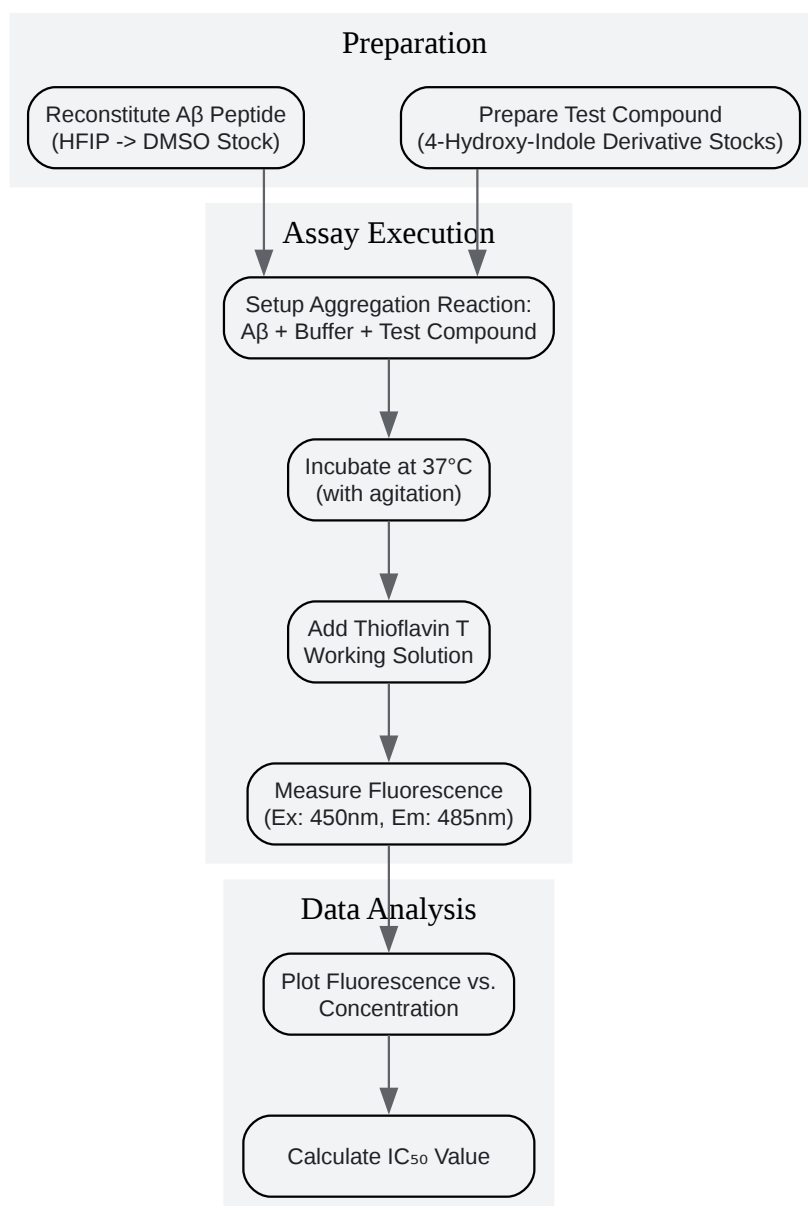 Preparation
Reconstitute Aβ Peptide
(HFIP -> DMSO Stock)
Prepare Test Compound
(4-Hydroxy-Indole Derivative Stocks)
Assay Execution
Setup Aggregation Reaction:
Aβ + Buffer + Test Compound
Incubate at 37°C
(with agitation)
Add Thioflavin T
Working Solution
Measure Fluorescence
(Ex: 450nm, Em: 485nm)
Data Analysis
Plot Fluorescence vs.
Concentration
Calculate IC₅₀ Value